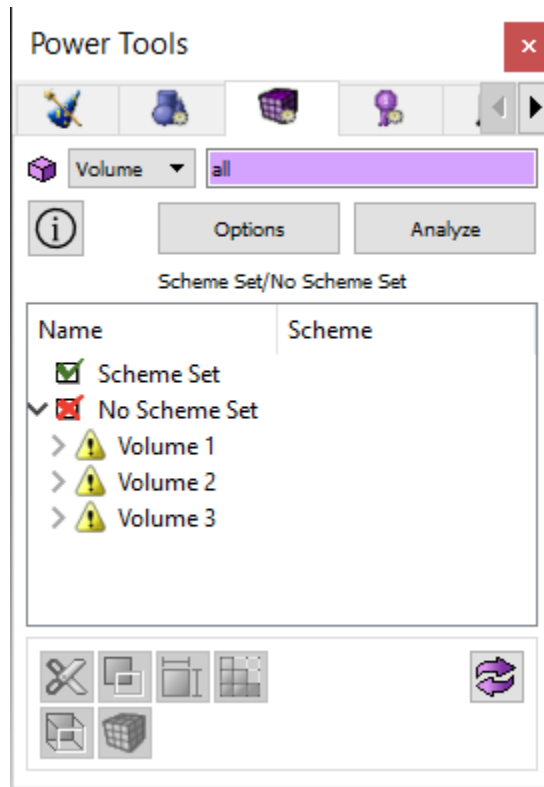 Power Tools
Volume all
Options Analyze
Scheme Set/No Scheme Set
Name Scheme
Scheme Set
No Scheme Set
Volume 1
Volume 2
Volume 3